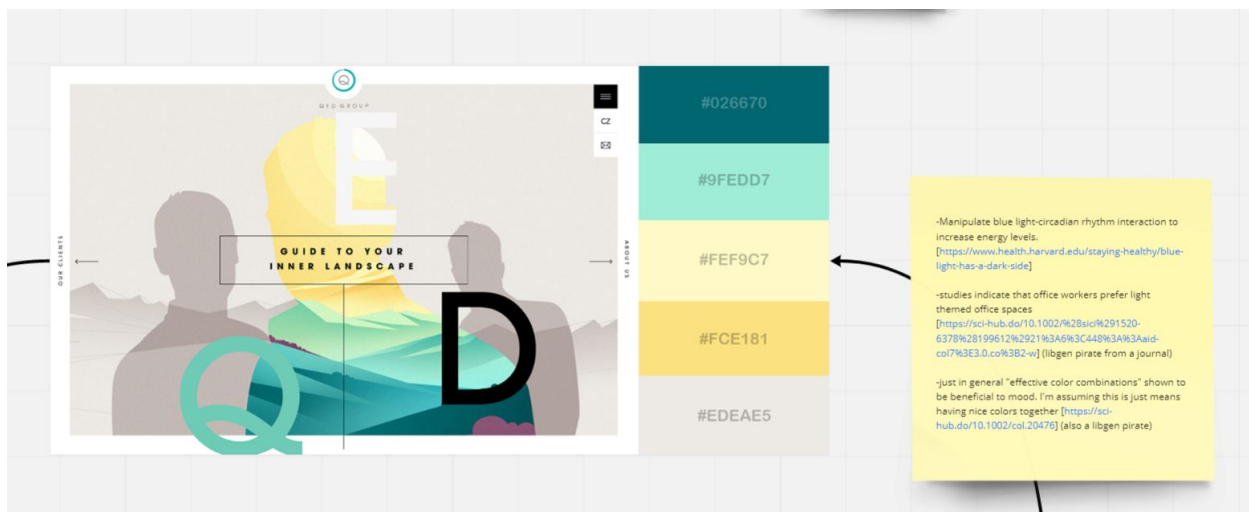 Q
QED GROUP
E
CZ
OUR CLIENTS
ABOUT US
GUIDE TO YOUR
INNER LANDSCAPE
D
Q
#026670
#9FEDD7
#FEF9C7
#FCE181
#EDEAE5
-Manipulate blue light-circadian rhythm interaction to
increase energy levels.
[https://www.health.harvard.edu/staying-healthy/blue-
light-has-a-dark-side]
-studies indicate that office workers prefer light
themed office spaces
[https://sci-hub.do/10.1002/%28sici%291520-
6378%28199612%2921%3A6%3C448%3A%3Aaid-
col7%3E3.0.co%3B2-w] (libgen pirate from a journal)
-just in general "effective color combinations" shown to
be beneficial to mood. I'm assuming this is just means
having nice colors together [https://sci-
hub.do/10.1002/col.20476] (also a libgen pirate)